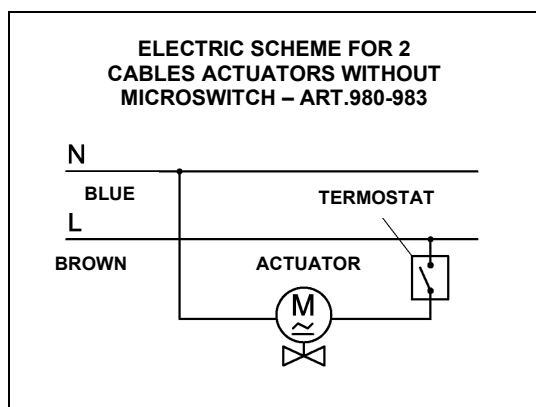 ELECTRIC SCHEME FOR 2
CABLES ACTUATORS WITHOUT
MICROSWITCH – ART.980-983
N
BLUE
TERMOSTAT
L
BROWN
ACTUATOR
M